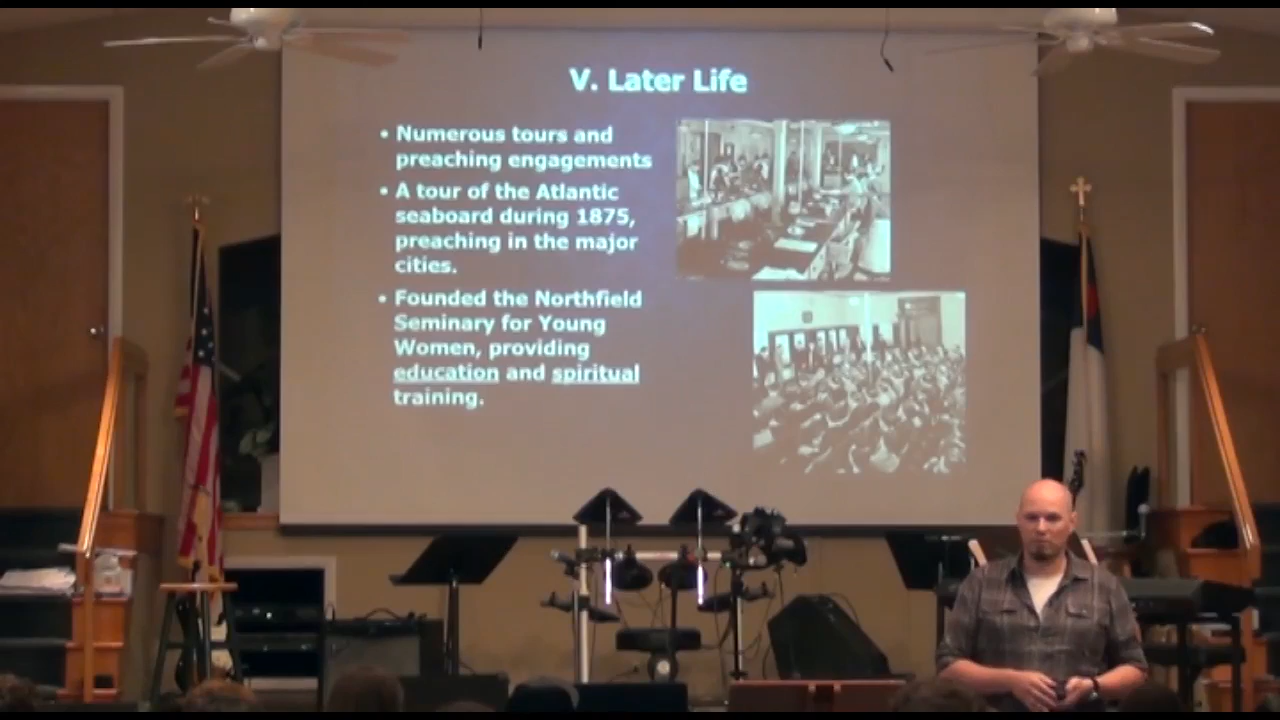 V. Later Life
• Numerous tours and
preaching engagements
• A tour of the Atlantic
seaboard during 1875,
preaching in the major
cities.
• Founded the Northfield
Seminary for Young
Women, providing
education and spiritual
training.